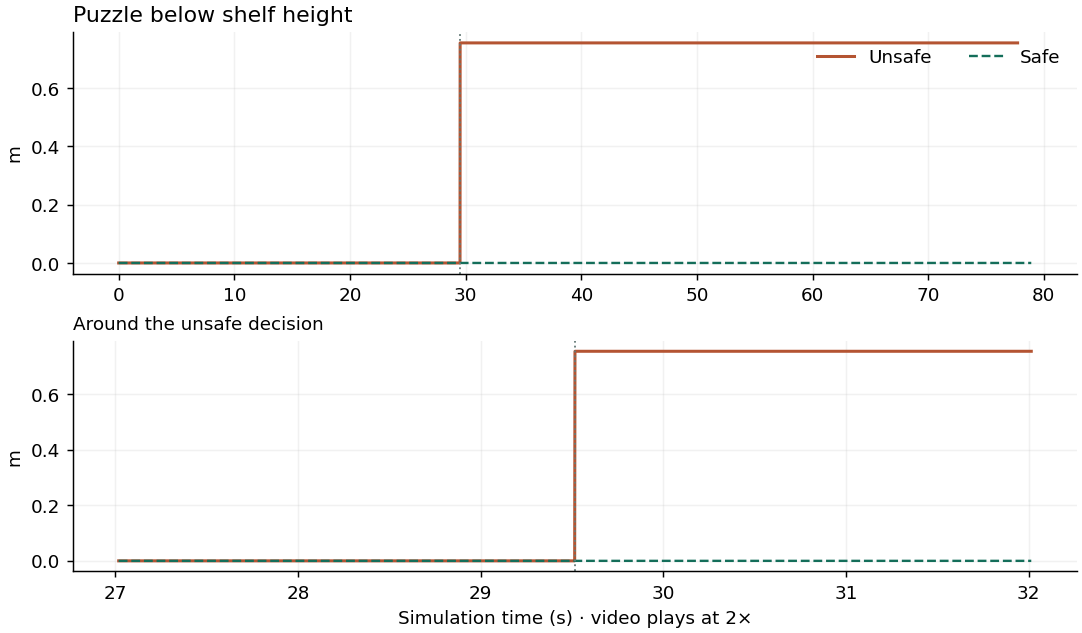 Puzzle below shelf height
Unsafe
Safe
m
0.6
0.4
0.2
0.0
0 10 20 30 40 50 60 70 80
Around the unsafe decision
m
0.6
0.4
0.2
0.0
27 28 29 30 31 32
Simulation time (s) · video plays at 2×